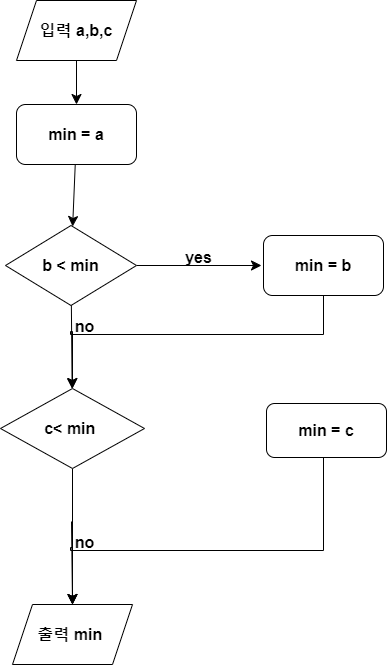 입력 a,b,c
min = a
b < min
yes
min = b
no
c< min
min = c
no
출력 min